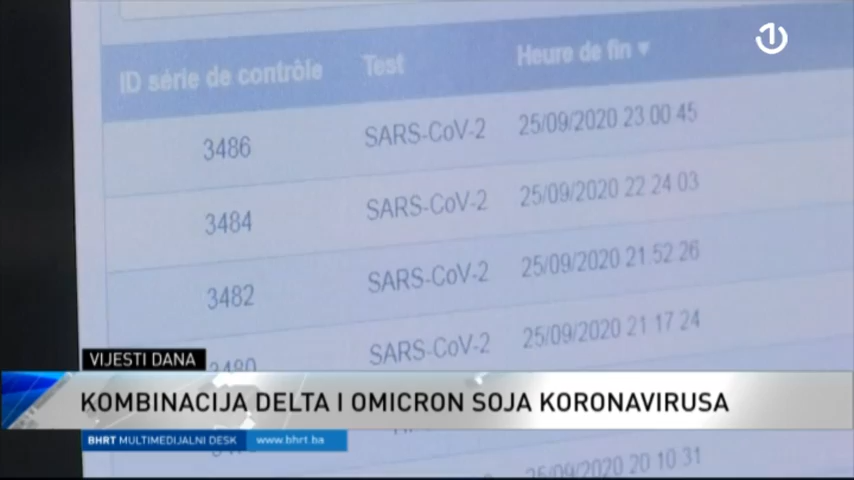 1
ID série de contrôle Test Heure de fin ▼
3486 SARS-CoV-2 25/09/2020 23 00 45
3484 SARS-CoV-2 25/09/2020 22 24 03
3482 SARS-CoV-2 25/09/2020 21 52 26
3480 SARS-CoV-2 25/09/2020 21 17 24
VIJESTI DANA
KOMBINACIJA DELTA I OMICRON SOJA KORONAVIRUSA
BHRT MULTIMEDIJALNI DESK www.bhrt.ba
25/09/2020 20 10 31